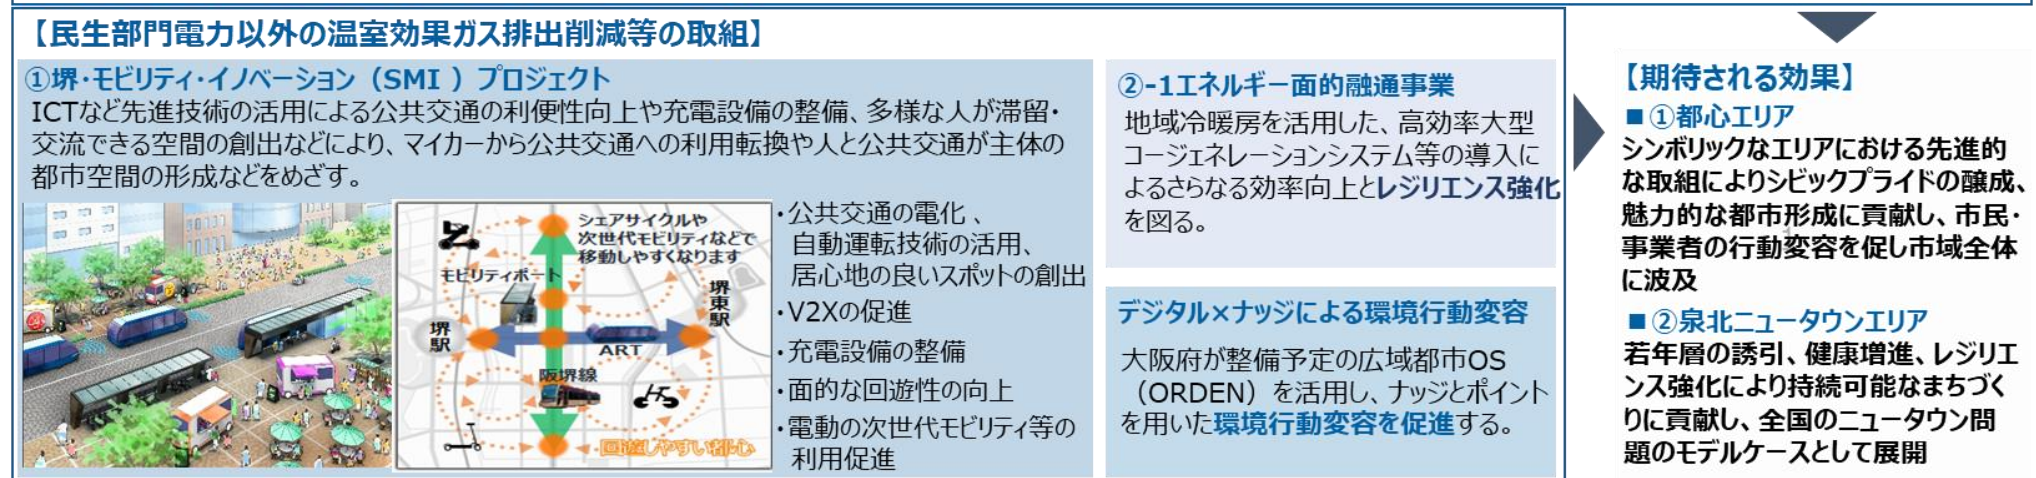 【民生部門電力以外の温室効果ガス排出削減等の取組】
①堺・モビリティ・イノベーション（SMI ）プロジェクト
ICTなど先進技術の活用による公共交通の利便性向上や充電設備の整備、多様な人が滞留・
交流できる空間の創出などにより、マイカーから公共交通への利用転換や人と公共交通が主体の
都市空間の形成などをめざす。
シェアサイクルや
次世代モビリティなどで
移動しやすくなります
モビリティポート
堺駅
堺東駅
ART
阪堺線
回遊しやすい都心
・公共交通の電化 、
自動運転技術の活用、
居心地の良いスポットの創出
・V2Xの促進
・充電設備の整備
・面的な回遊性の向上
・電動の次世代モビリティ等の
利用促進
②-1エネルギー面的融通事業
地域冷暖房を活用した、高効率大型
コージェネレーションシステム等の導入に
よるさらなる効率向上とレジリエンス強化
を図る。
デジタル×ナッジによる環境行動変容
大阪府が整備予定の広域都市OS
（ORDEN）を活用し、ナッジとポイント
を用いた環境行動変容を促進する。
【期待される効果】
■①都心エリア
シンボリックなエリアにおける先進的
な取組によりシビックプライドの醸成、
魅力的な都市形成に貢献し、市民・
事業者の行動変容を促し市域全体
に波及
■②泉北ニュータウンエリア
若年層の誘引、健康増進、レジリエ
ンス強化により持続可能なまちづく
りに貢献し、全国のニュータウン問
題のモデルケースとして展開